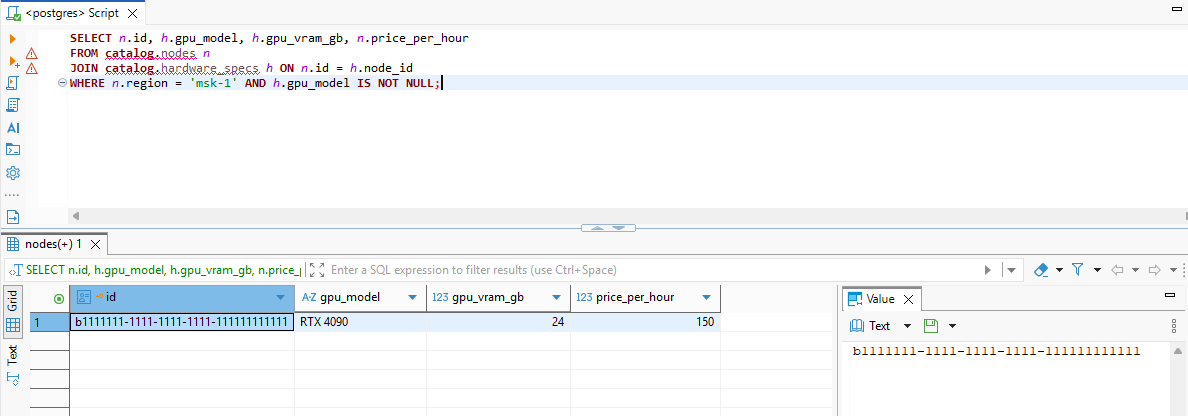 <postgres> Script
SELECT n.id, h.gpu_model, h.gpu_vram_gb, n.price_per_hour
FROM catalog.nodes n
JOIN catalog.hardware_specs h ON n.id = h.node_id
WHERE n.region = 'msk-1' AND h.gpu_model IS NOT NULL;
AI
nodes(+) 1
SELECT n.id, h.gpu_model, h.gpu_vram_gb, n.price_
Enter a SQL expression to filter results (use Ctrl+Space)
Grid
Text
id
A-Z gpu_model
123 gpu_vram_gb
123 price_per_hour
1
b1111111-1111-1111-1111-111111111111
RTX 4090
24
150
Value
Text
b1111111-1111-1111-1111-111111111111